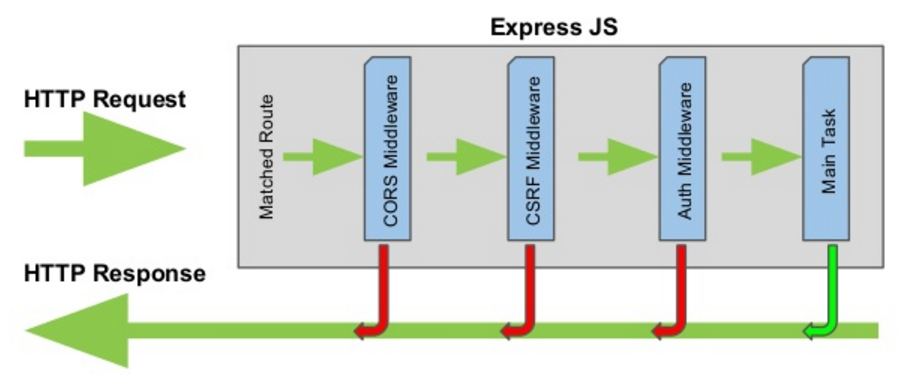 Express JS
HTTP Request
Matched Route
CORS Middleware
CSRF Middleware
Auth Middleware
Main Task
HTTP Response